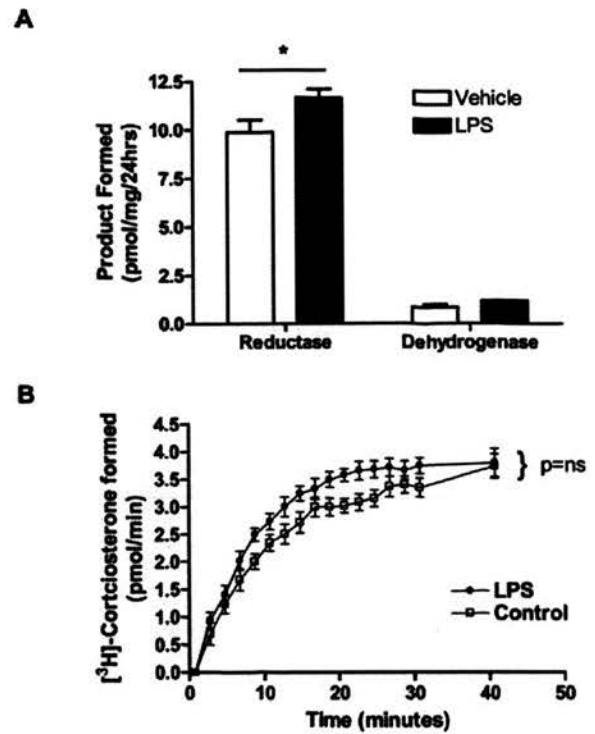 A
*
Product Formed
(pmol/mg/24hrs)
12.5
10.0
7.5
5.0
2.5
0.0
Vehicle
LPS
Reductase
Dehydrogenase
B
[³H]-Cortclosterone formed
(pmol/min)
4.5
4.0
3.5
3.0
2.5
2.0
1.5
1.0
0.5
0.0
} p=ns
LPS
Control
0
10
20
30
40
50
Time (minutes)